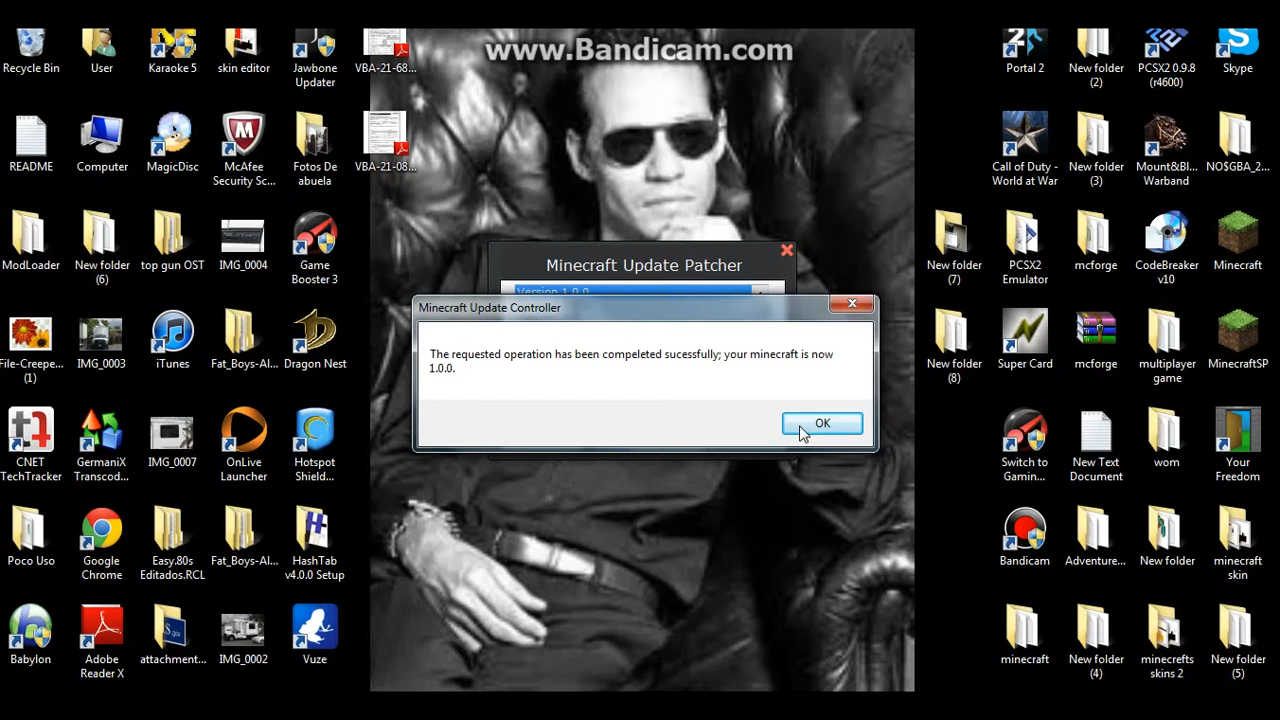 www.Bandicam.com
Recycle Bin
User
Karaoke 5
skin editor
Jawbone
Updater
VBA-21-68...
Portal 2
New folder
(2)
PCSX2 0.9.8
(r4600)
Skype
README
Computer
MagicDisc
McAfee
Security Sc...
Fotos De
abuela
VBA-21-08...
Call of Duty -
World at War
New folder
(3)
Mount&Bl...
Warband
NO$GBA_2...
ModLoader
New folder
(6)
top gun OST
IMG_0004
Game
Booster 3
New folder
(7)
PCSX2
Emulator
mcforge
CodeBreaker
v10
Minecraft
Minecraft Update Patcher
Version 1.0.0
Minecraft Update Controller
The requested operation has been compeleted sucessfully; your minecraft is now
1.0.0.
OK
File-Creepe...
(1)
IMG_0003
iTunes
Fat_Boys-Al...
Dragon Nest
New folder
(8)
Super Card
mcforge
multiplayer
game
MinecraftSP
CNET
TechTracker
GermaniX
Transcod...
IMG_0007
OnLive
Launcher
Hotspot
Shield...
Switch to
Gamin...
New Text
Document
wom
Your
Freedom
Poco Uso
Google
Chrome
Easy.80s
Editados.RCL
Fat_Boys-Al...
HashTab
v4.0.0 Setup
Bandicam
Adventure...
New folder
minecraft
skin
Babylon
Adobe
Reader X
attachment...
IMG_0002
Vuze
minecraft
New folder
(4)
minecrefts
skins 2
New folder
(5)